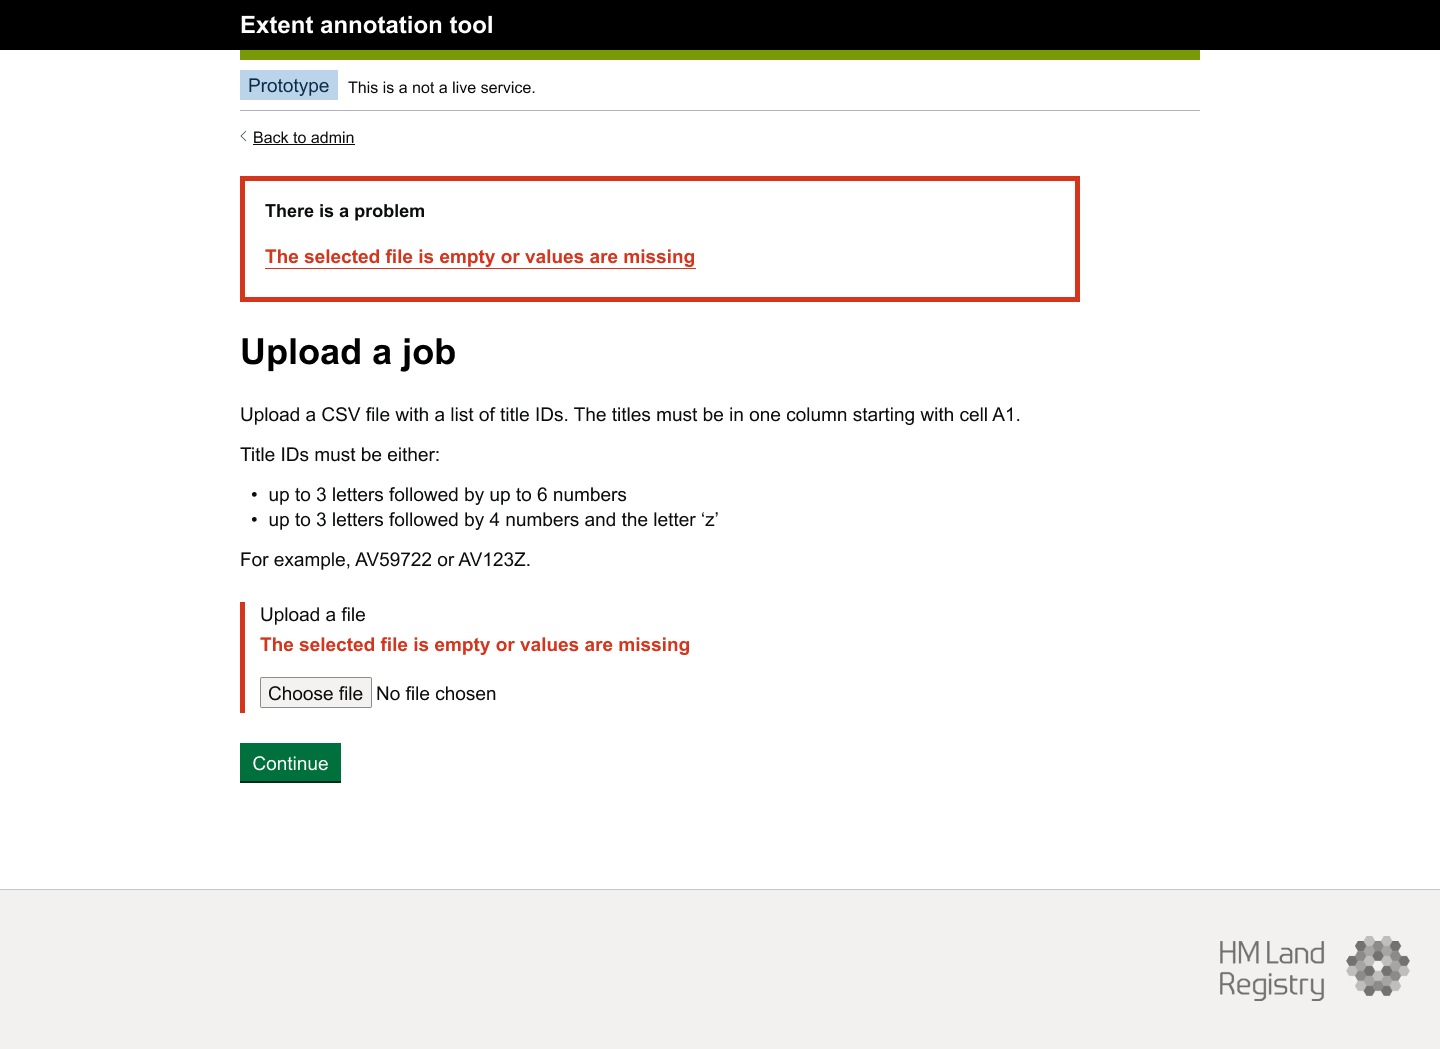 Extent annotation tool
Prototype This is a not a live service.
Back to admin
There is a problem
The selected file is empty or values are missing
Upload a job
Upload a CSV file with a list of title IDs. The titles must be in one column starting with cell A1.
Title IDs must be either:
• up to 3 letters followed by up to 6 numbers
• up to 3 letters followed by 4 numbers and the letter ‘z’
For example, AV59722 or AV123Z.
Upload a file
The selected file is empty or values are missing
Choose file No file chosen
Continue
HM Land
Registry